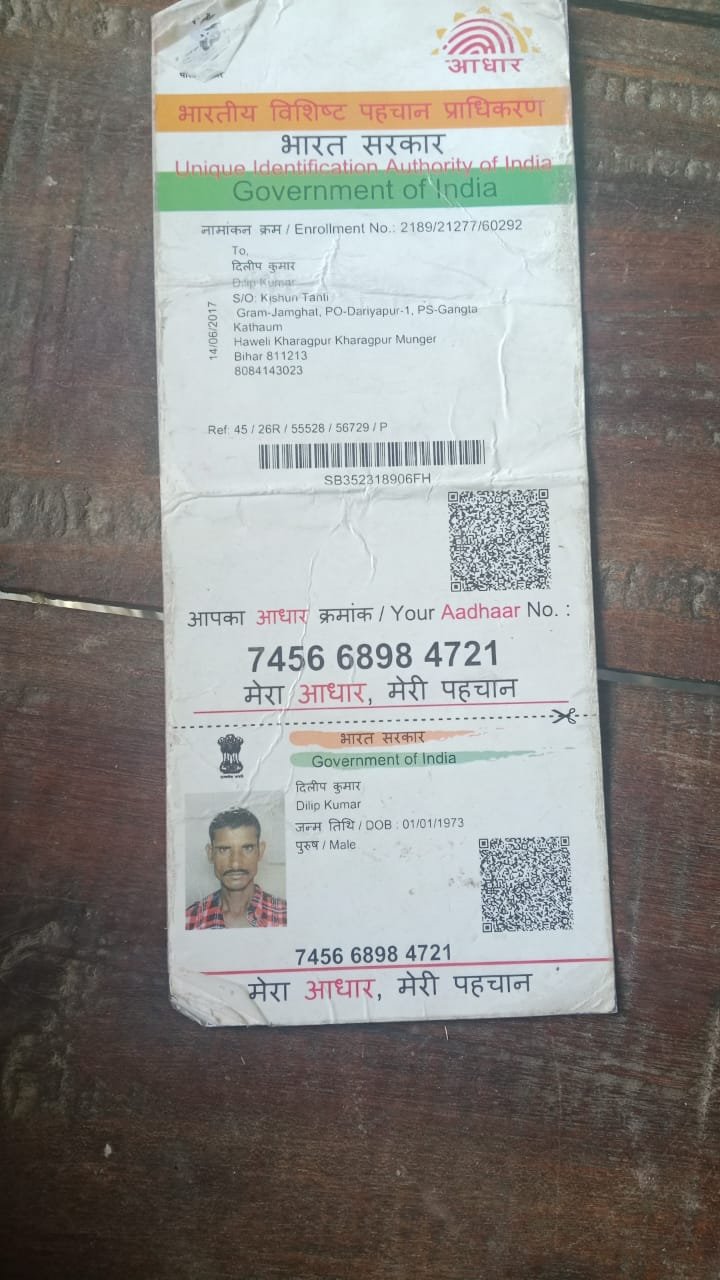 आधार
भारतीय विशिष्ट पहचान प्राधिकरण
भारत सरकार
Unique Identification Authority of India
Government of India
नामांकन क्रम / Enrollment No.: 2189/21277/60292
To,
दिलीप कुमार
Dilip Kumar
S/O: Kishun Tanti
Gram-Jamghat, PO-Dariyapur-1, PS-Gangta
Kathaum
Haweli Kharagpur Kharagpur Munger
Bihar 811213
8084143023
14/06/2017
Ref: 45 / 26R / 55528 / 56729 / P
SB352318906FH
आपका आधार क्रमांक / Your Aadhaar No. :
7456 6898 4721
मेरा आधार, मेरी पहचान
भारत सरकार
Government of India
दिलीप कुमार
Dilip Kumar
जन्म तिथि / DOB : 01/01/1973
पुरुष / Male
7456 6898 4721
मेरा आधार, मेरी पहचान